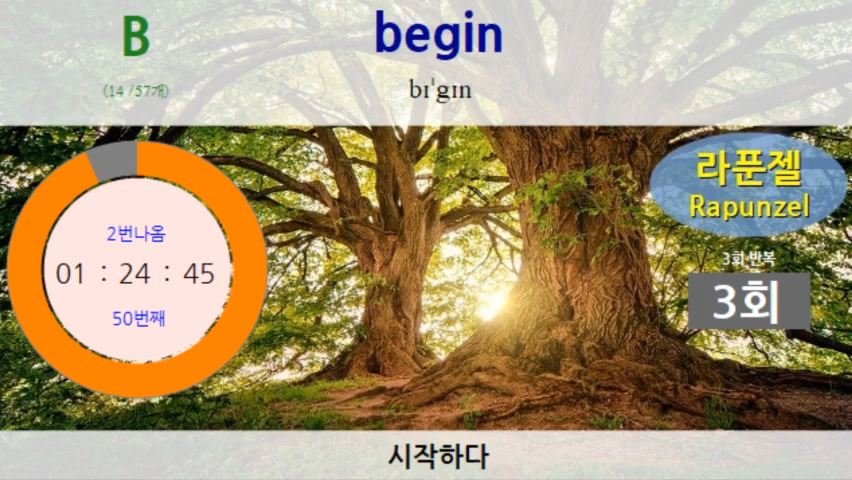 B
(14 /57개)
begin
bɪˈgɪn
2번나옴
01 : 24 : 45
50번째
라푼젤
Rapunzel
3회 반복
3회
시작하다